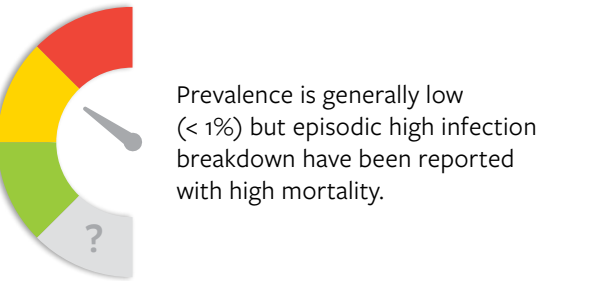 Prevalence is generally low
(< 1%) but episodic high infection
breakdown have been reported
with high mortality.
?